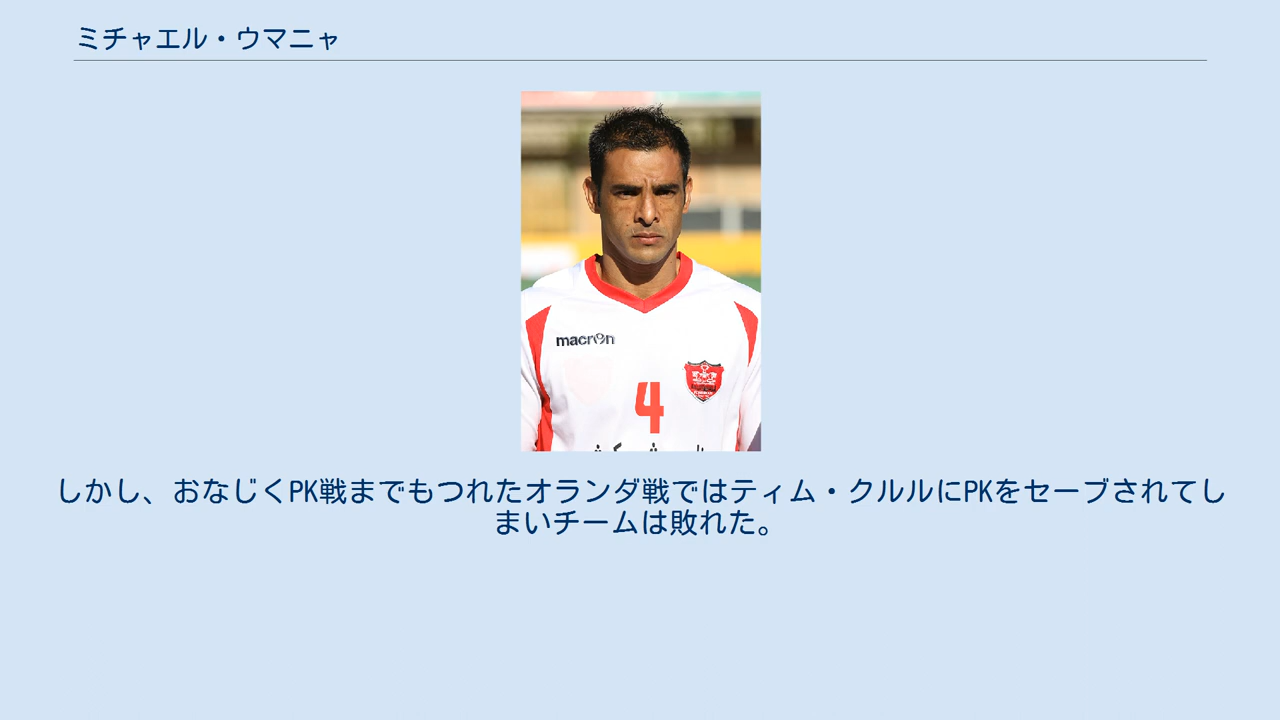 ミチャエル・ウマニャ
macron
4
しかし、おなじくPK戦までもつれたオランダ戦ではティム・クルルにPKをセーブされてし
まいチームは敗れた。